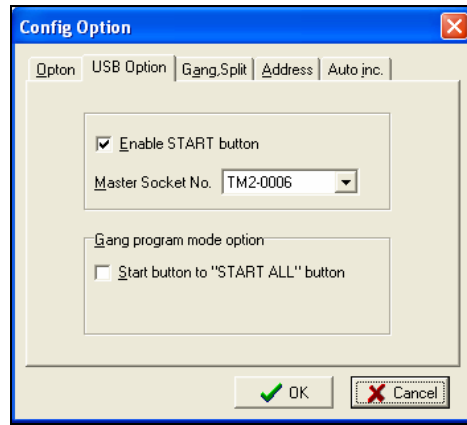 Config Option
Opton USB Option Gang,Split Address Auto inc.
Enable START button
Master Socket No. TM2-0006
Gang program mode option
Start button to "START ALL" button
OK Cancel